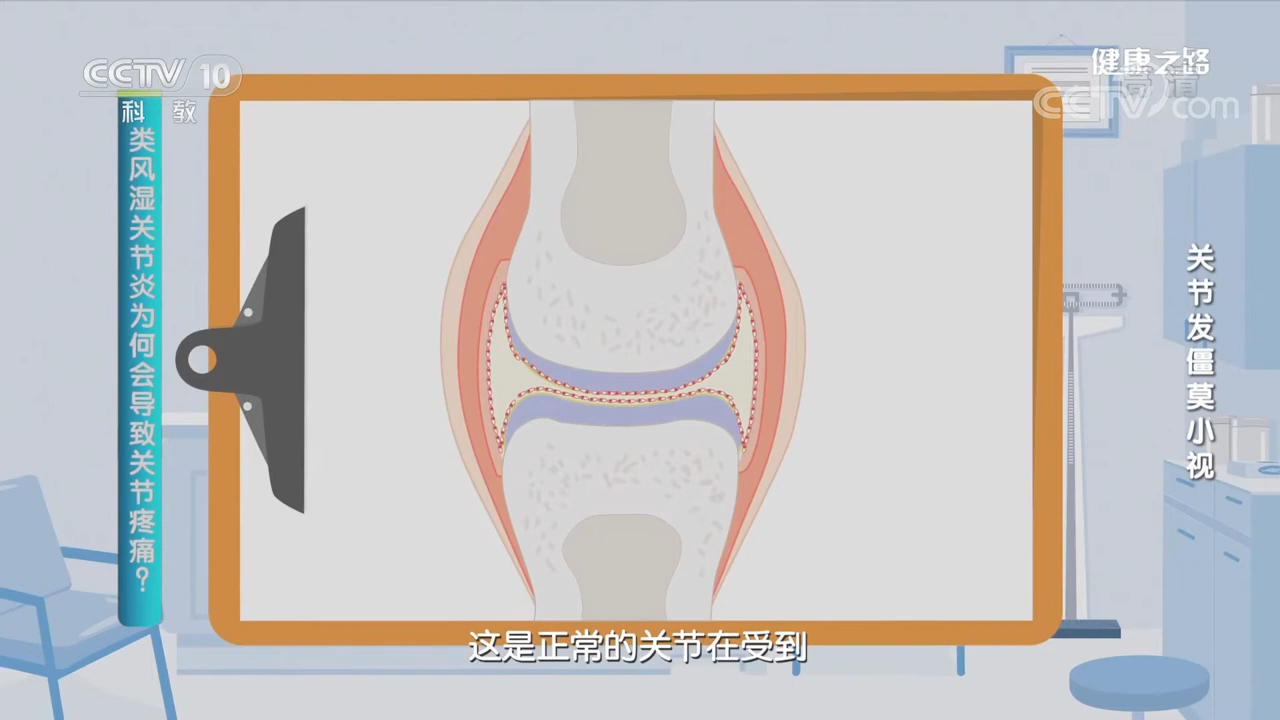 CCTV 10
科 教
健康之路
高清
CCTV.com
类风湿关节炎为何会导致关节疼痛？
关节发僵莫小视
这是正常的关节在受到